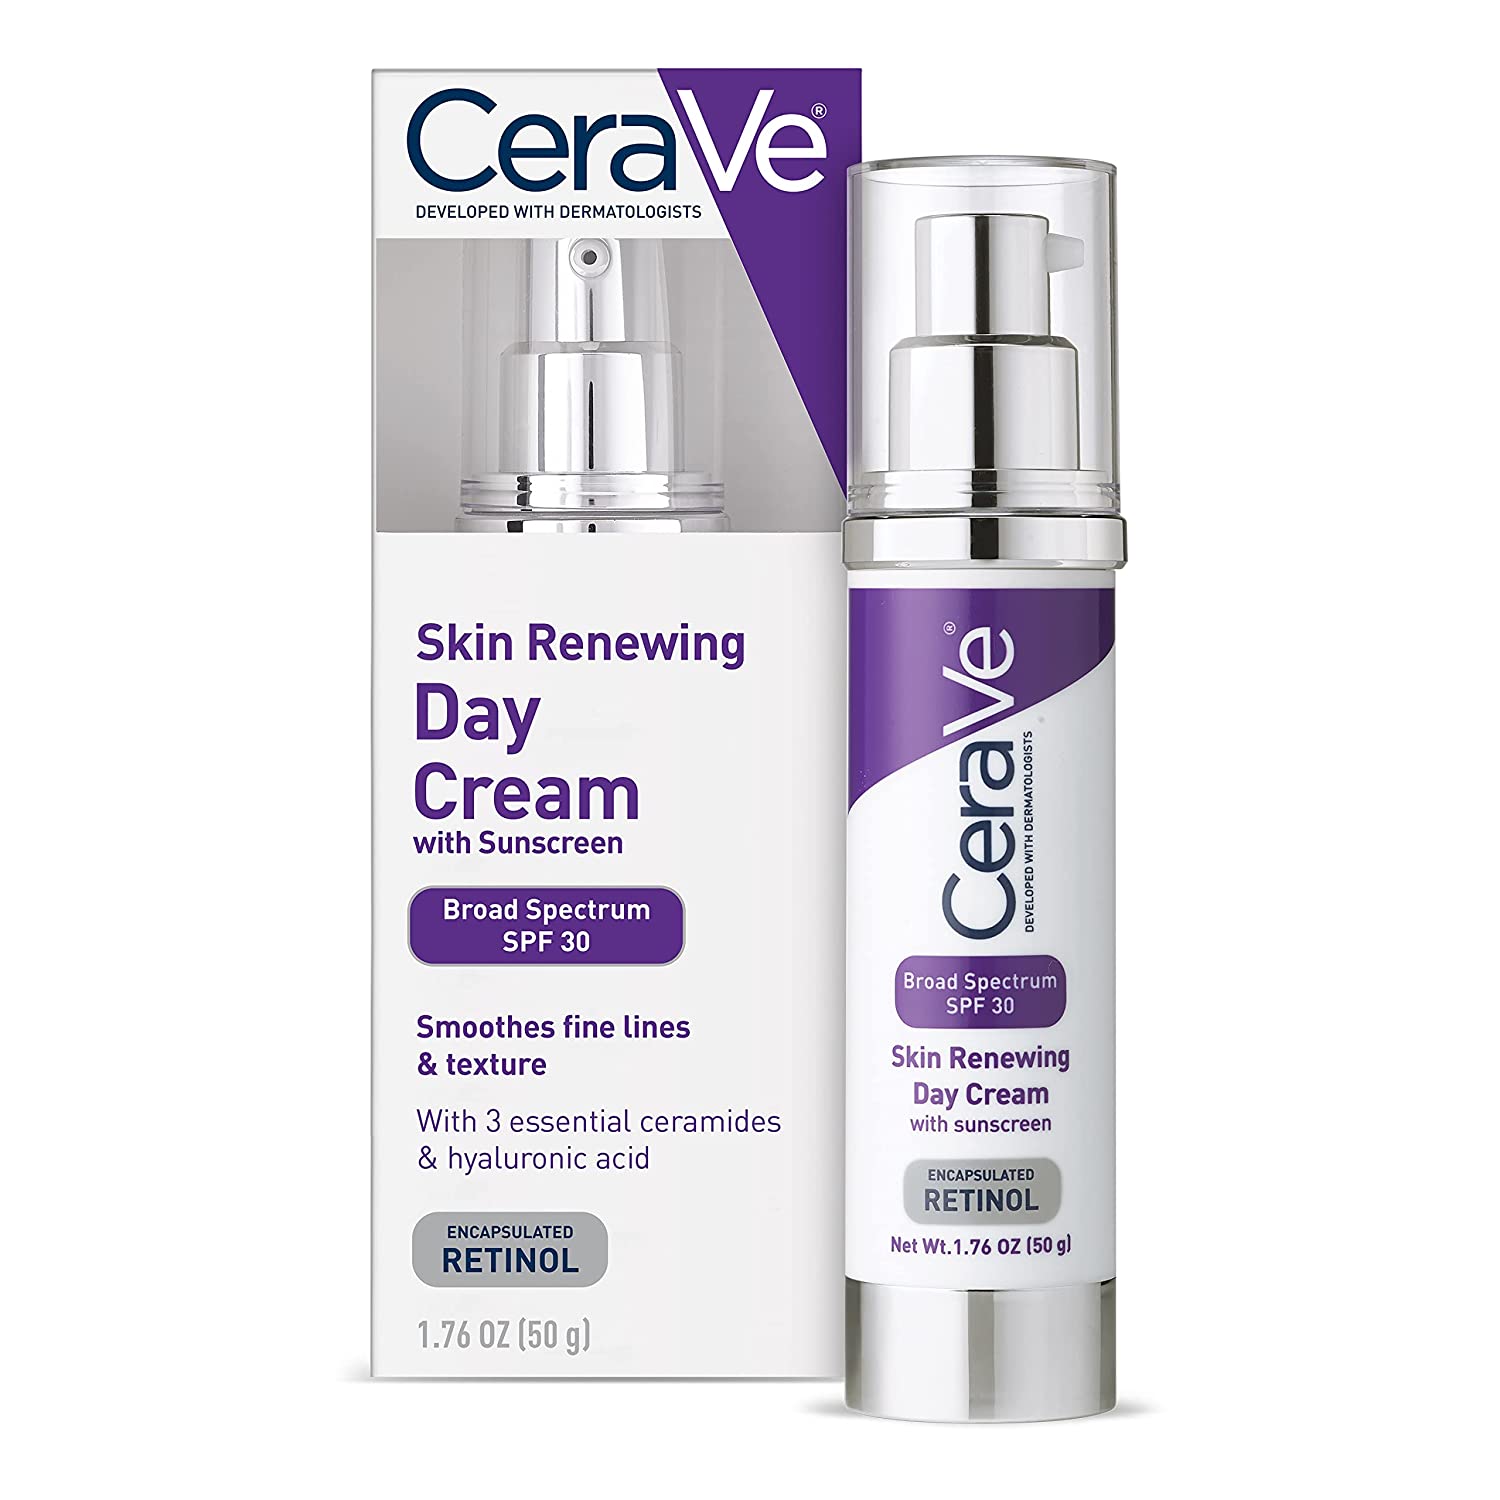 CeraVe®
DEVELOPED WITH DERMATOLOGISTS
Skin Renewing
Day
Cream
with Sunscreen
Broad Spectrum
SPF 30
Smoothes fine lines
& texture
With 3 essential ceramides
& hyaluronic acid
ENCAPSULATED
RETINOL
1.76 OZ (50 g)
CeraVe®
DEVELOPED WITH DERMATOLOGISTS
Broad Spectrum
SPF 30
Skin Renewing
Day Cream
with sunscreen
ENCAPSULATED
RETINOL
Net Wt.1.76 OZ (50 g)